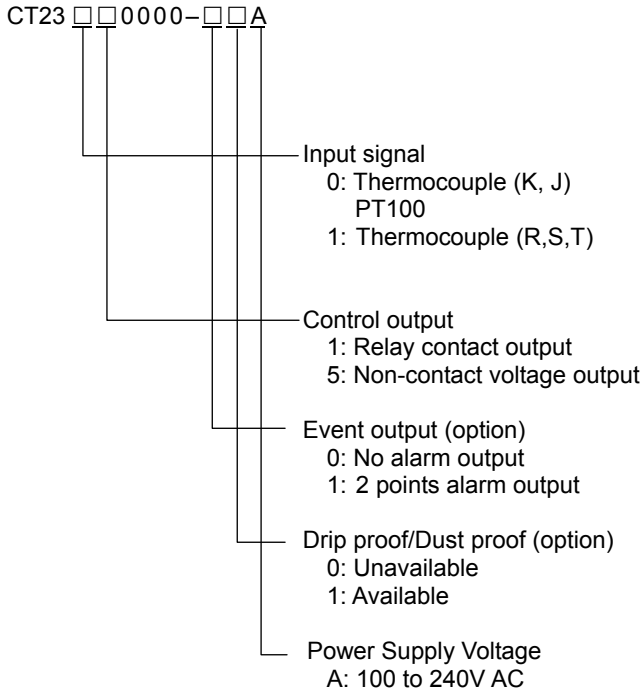 CT23 □□0000–□□A
Input signal
0: Thermocouple (K, J)
PT100
1: Thermocouple (R,S,T)
Control output
1: Relay contact output
5: Non-contact voltage output
Event output (option)
0: No alarm output
1: 2 points alarm output
Drip proof/Dust proof (option)
0: Unavailable
1: Available
Power Supply Voltage
A: 100 to 240V AC